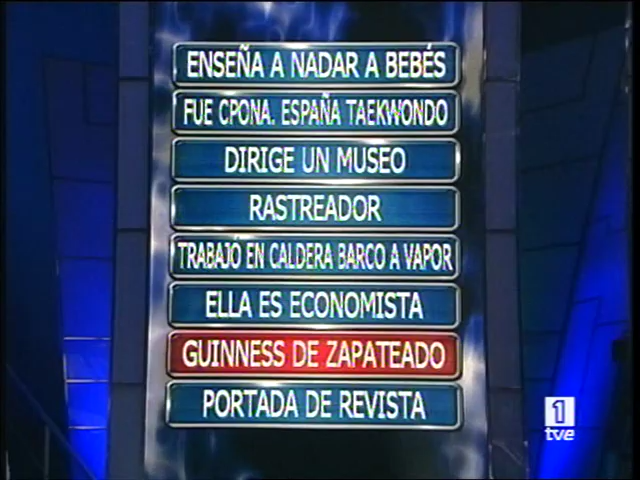 ENSEÑA A NADAR A BEBÉS
FUE CPONA. ESPAÑA TAEKWONDO
DIRIGE UN MUSEO
RASTREADOR
TRABAJÓ EN CALDERA BARCO A VAPOR
ELLA ES ECONOMISTA
GUINNESS DE ZAPATEADO
PORTADA DE REVISTA
1
tve